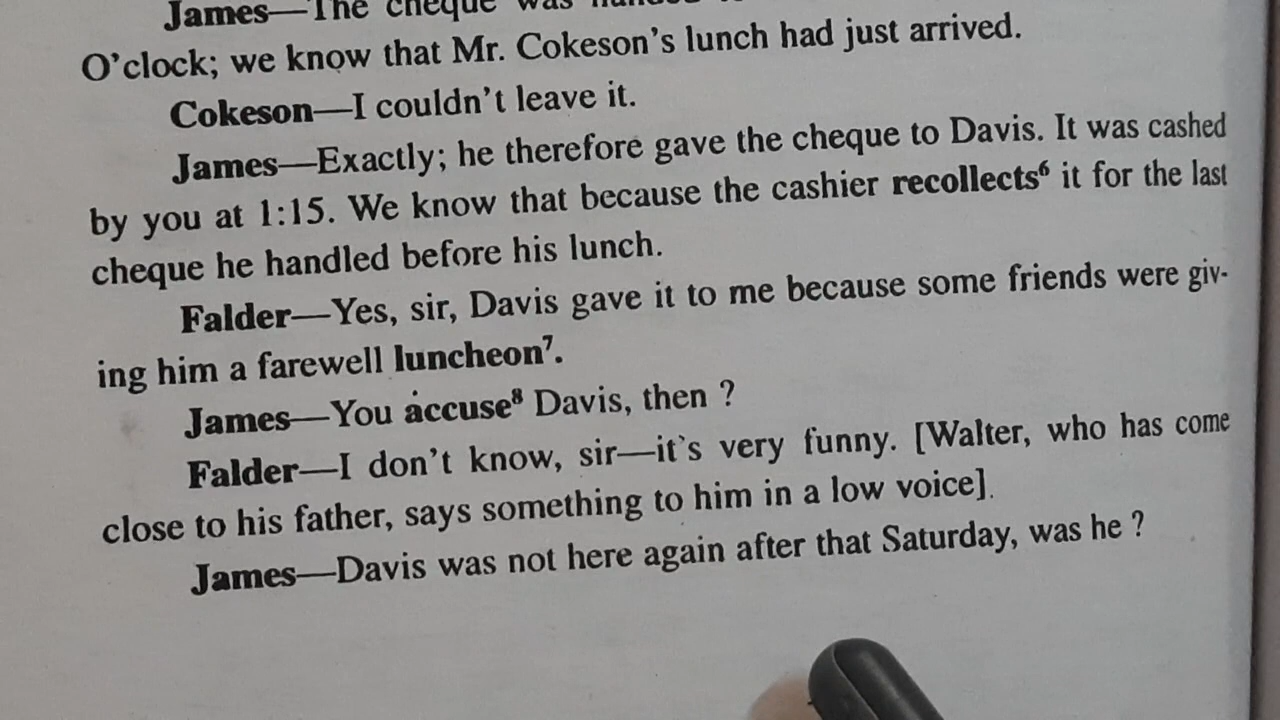 James—The cheque was
O'clock; we know that Mr. Cokeson's lunch had just arrived.
Cokeson—I couldn't leave it.
James—Exactly; he therefore gave the cheque to Davis. It was cashed
by you at 1:15. We know that because the cashier recollects⁶ it for the last
cheque he handled before his lunch.
Falder—Yes, sir, Davis gave it to me because some friends were giv-
ing him a farewell luncheon⁷.
James—You accuse⁸ Davis, then ?
Falder—I don't know, sir—it's very funny. [Walter, who has come
close to his father, says something to him in a low voice].
James—Davis was not here again after that Saturday, was he ?